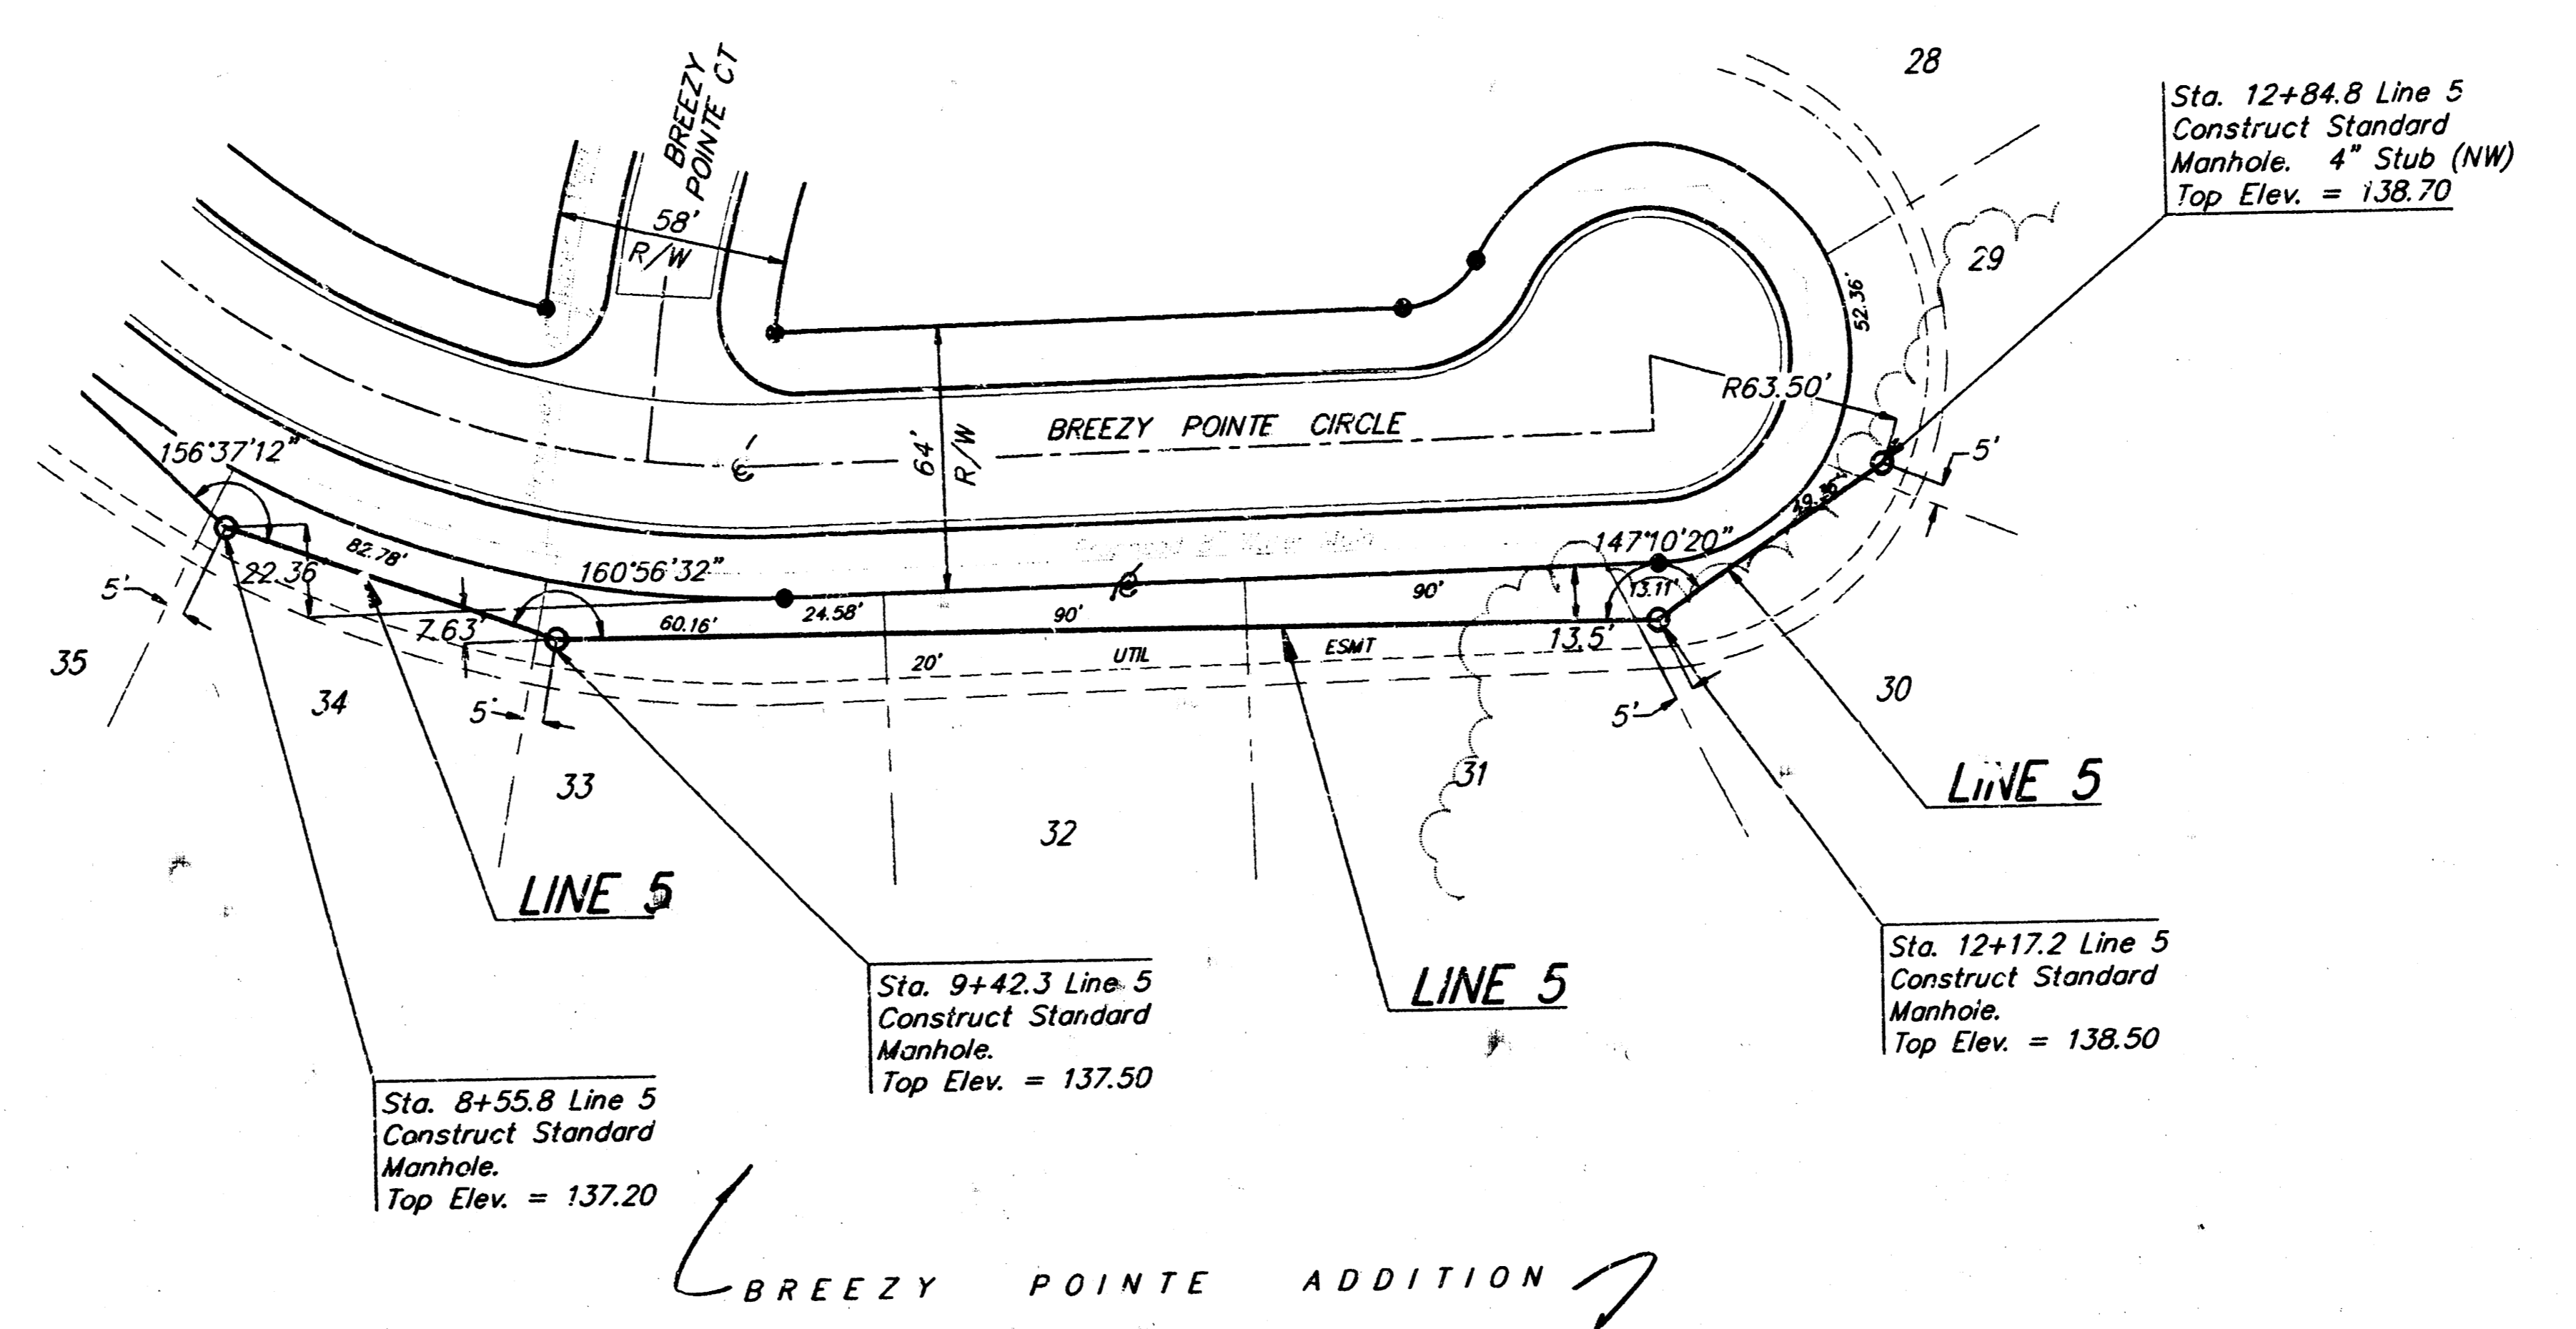 28
Sta. 12+84.8 Line 5
Construct Standard
Manhole. 4" Stub (NW)
Top Elev. = 138.70
BREEZY
POINTE CT
58'
R/W
29
52.36'
R63.50'
BREEZY POINTE CIRCLE
64'
R/W
5'
156°37'12"
82.78'
22.36'
160°56'32"
147°10'20"
13.11'
5'
7.63'
60.16'
24.58'
90'
90'
13.5'
20' UTIL ESMT
35
34
5'
5'
30
33
32
31
LINE 5
LINE 5
LINE 5
Sta. 12+17.2 Line 5
Construct Standard
Manhole.
Top Elev. = 138.50
Sta. 9+42.3 Line 5
Construct Standard
Manhole.
Top Elev. = 137.50
Sta. 8+55.8 Line 5
Construct Standard
Manhole.
Top Elev. = 137.20
BREEZY POINTE ADDITION